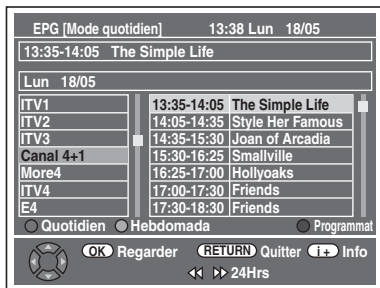 EPG [Mode quotidien] 13:38 Lun 18/05
13:35-14:05 The Simple Life
Lun 18/05
ITV1 13:35-14:05 The Simple Life
ITV2 14:05-14:35 Style Her Famous
ITV3 14:35-15:30 Joan of Arcadia
Canal 4+1 15:30-16:25 Smallville
More4 16:25-17:00 Hollyoaks
ITV4 17:00-17:30 Friends
E4 17:30-18:30 Friends
Quotidien Hebdomada Programmat
OK Regarder RETURN Quitter i+ Info
24Hrs